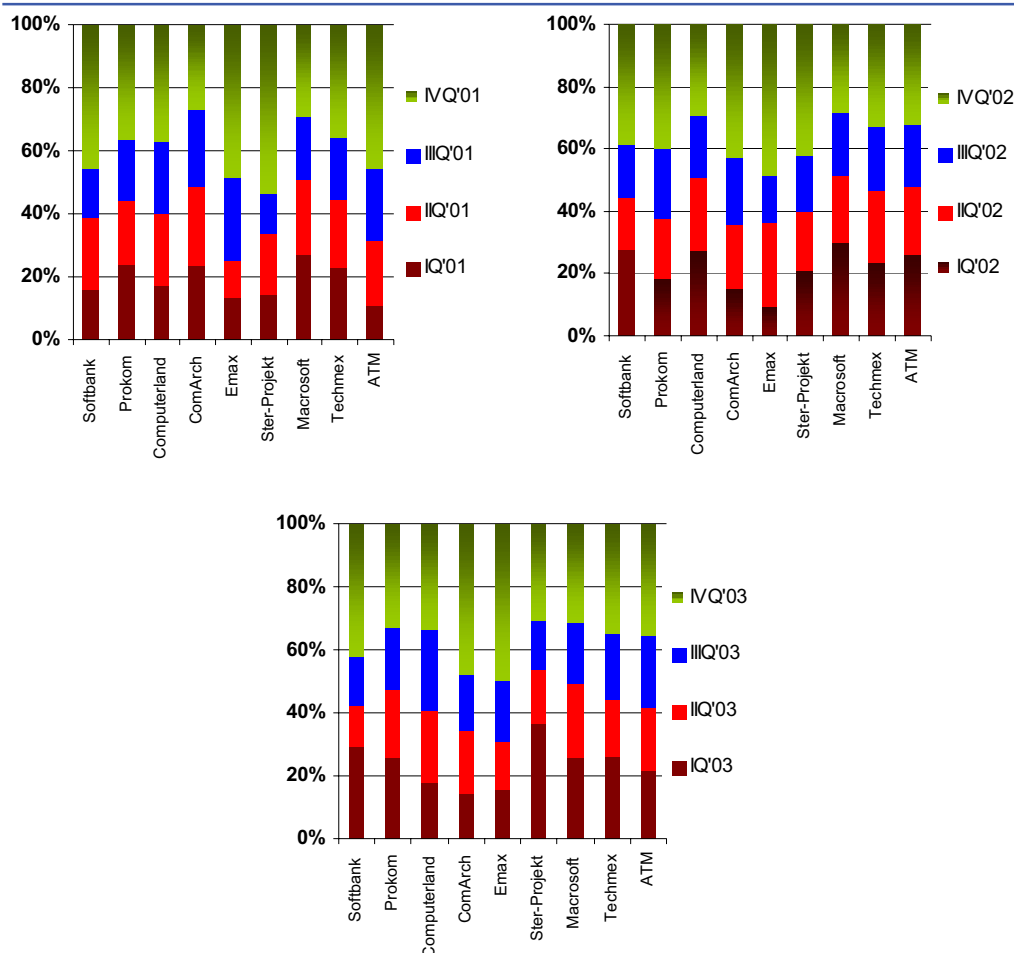 100%
80%
60%
40%
20%
0%
Softbank
Prokom
Computerland
ComArch
Emax
Ster-Projekt
Macrosoft
Techmex
ATM
IVQ'01
IIIQ'01
IIQ'01
IQ'01
100%
80%
60%
40%
20%
0%
Softbank
Prokom
Computerland
ComArch
Emax
Ster-Projekt
Macrosoft
Techmex
ATM
IVQ'02
IIIQ'02
IIQ'02
IQ'02
100%
80%
60%
40%
20%
0%
Softbank
Prokom
Computerland
ComArch
Emax
Ster-Projekt
Macrosoft
Techmex
ATM
IVQ'03
IIIQ'03
IIQ'03
IQ'03